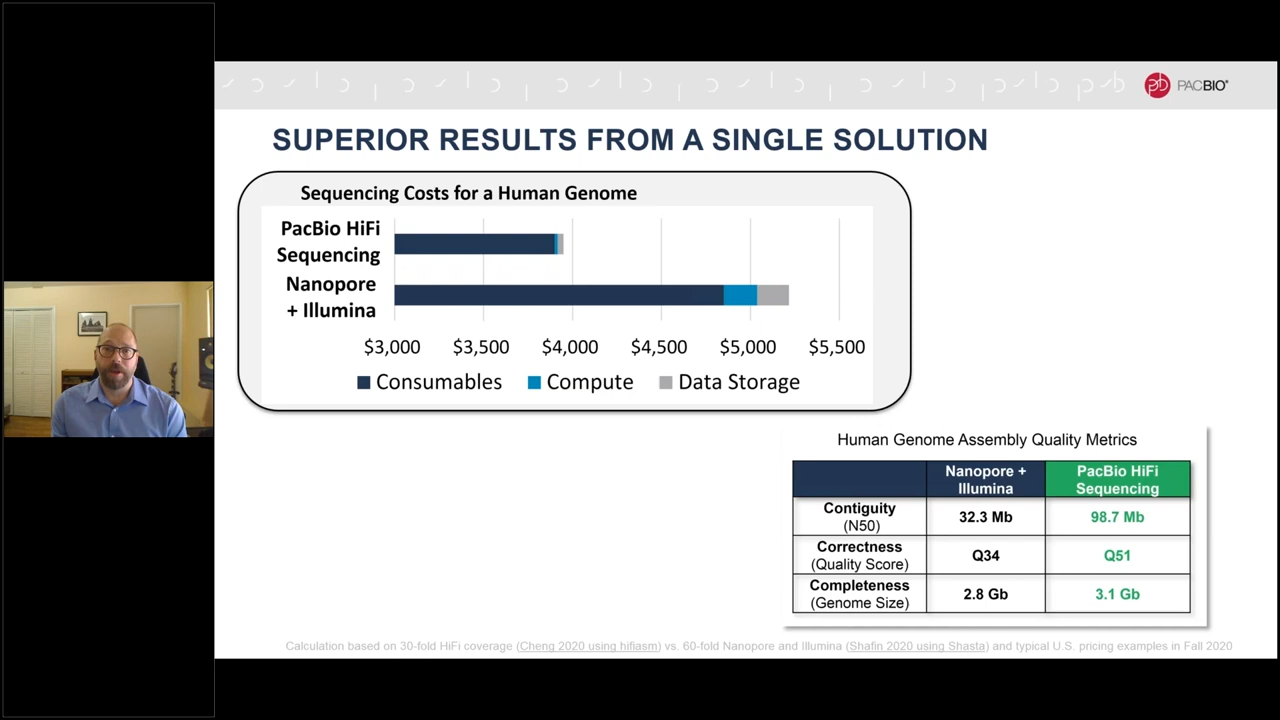 PACBIO®
SUPERIOR RESULTS FROM A SINGLE SOLUTION
Sequencing Costs for a Human Genome
PacBio HiFi
Sequencing
Nanopore
+ Illumina
$3,000 $3,500 $4,000 $4,500 $5,000 $5,500
Consumables Compute Data Storage
Human Genome Assembly Quality Metrics
Nanopore +
Illumina
PacBio HiFi
Sequencing
Contiguity
(N50)
32.3 Mb
98.7 Mb
Correctness
(Quality Score)
Q34
Q51
Completeness
(Genome Size)
2.8 Gb
3.1 Gb
Calculation based on 30-fold HiFi coverage (Cheng 2020 using hifiasm) vs. 60-fold Nanopore and Illumina (Shafin 2020 using Shasta) and typical U.S. pricing examples in Fall 2020